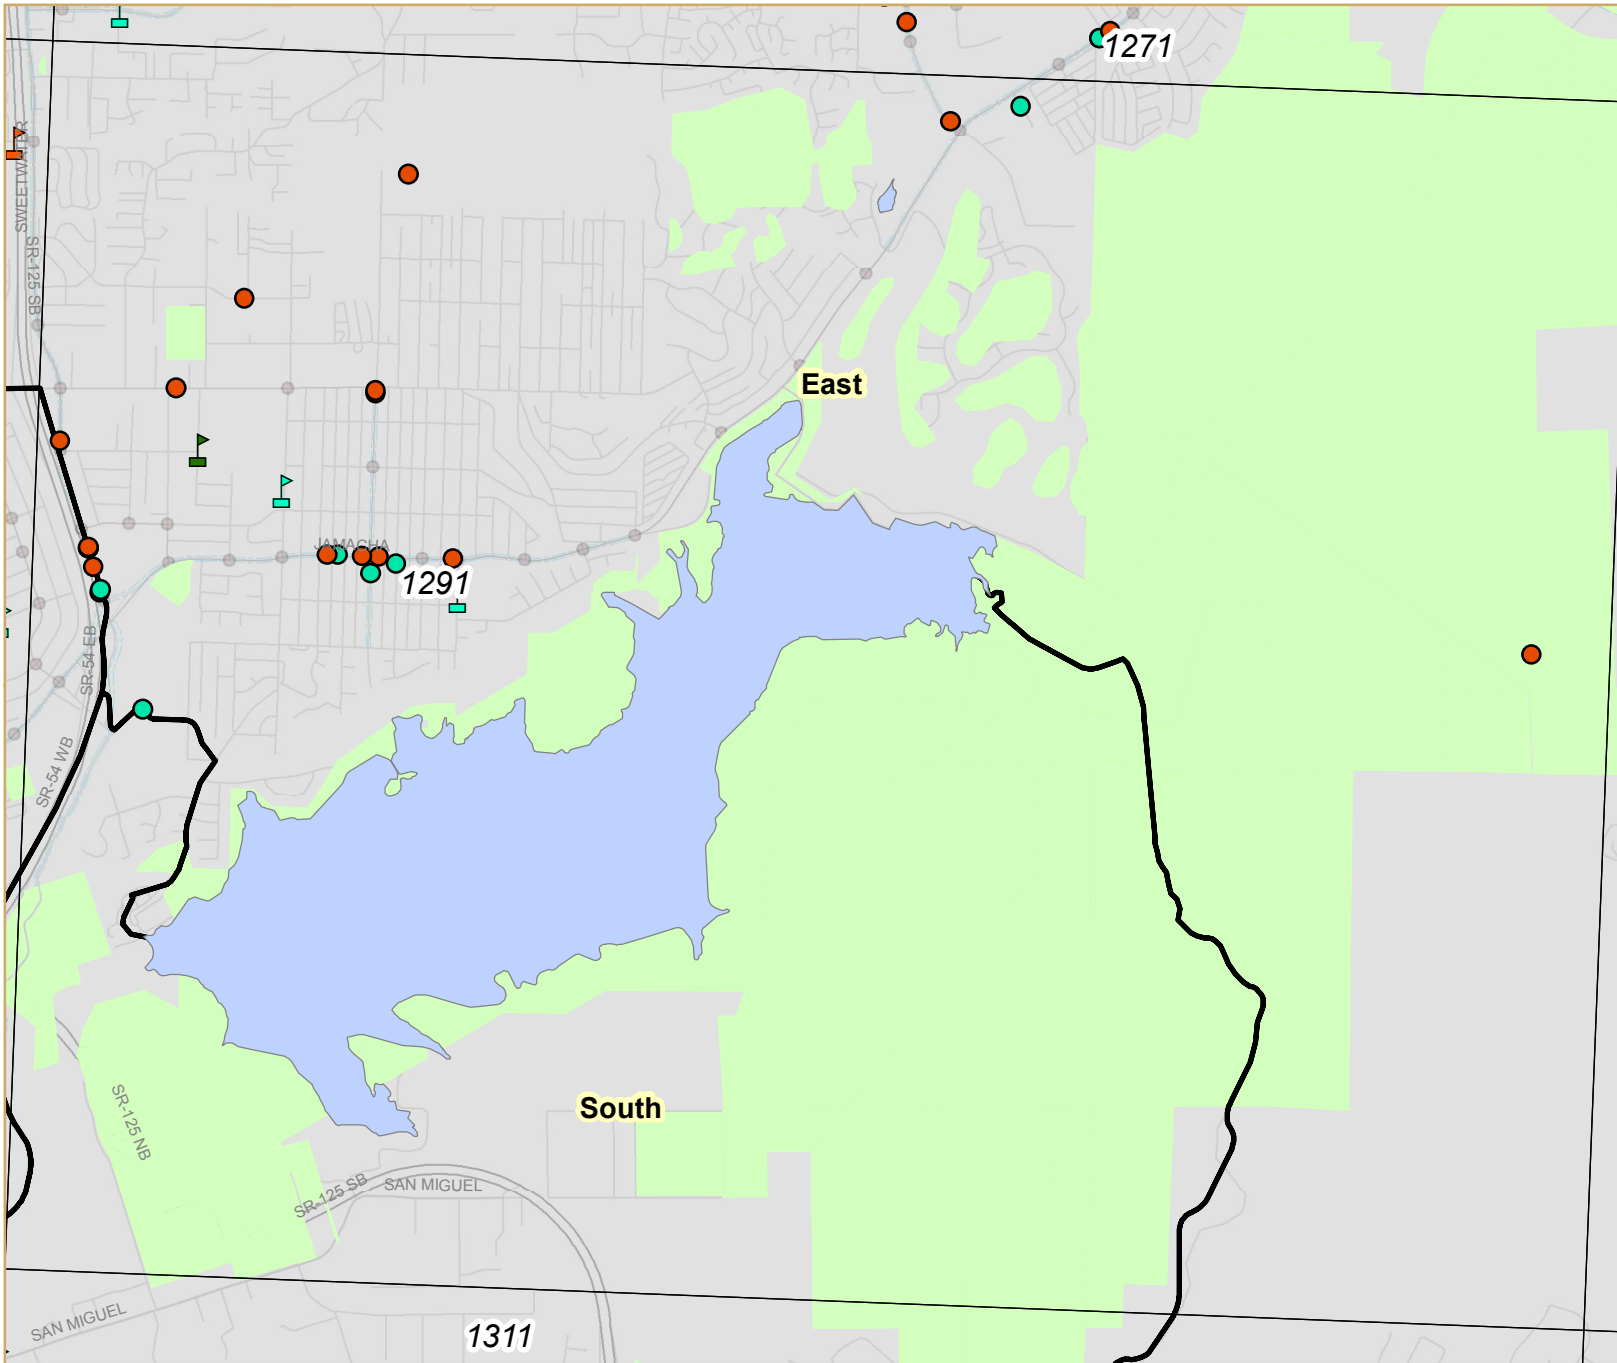 1271
SWEETWATER
SR-125 SB
East
JAMACHA
1291
SR-54 EB
SR-54 WB
SR-125 NB
South
SR-125 SB
SAN MIGUEL
SAN MIGUEL
1311